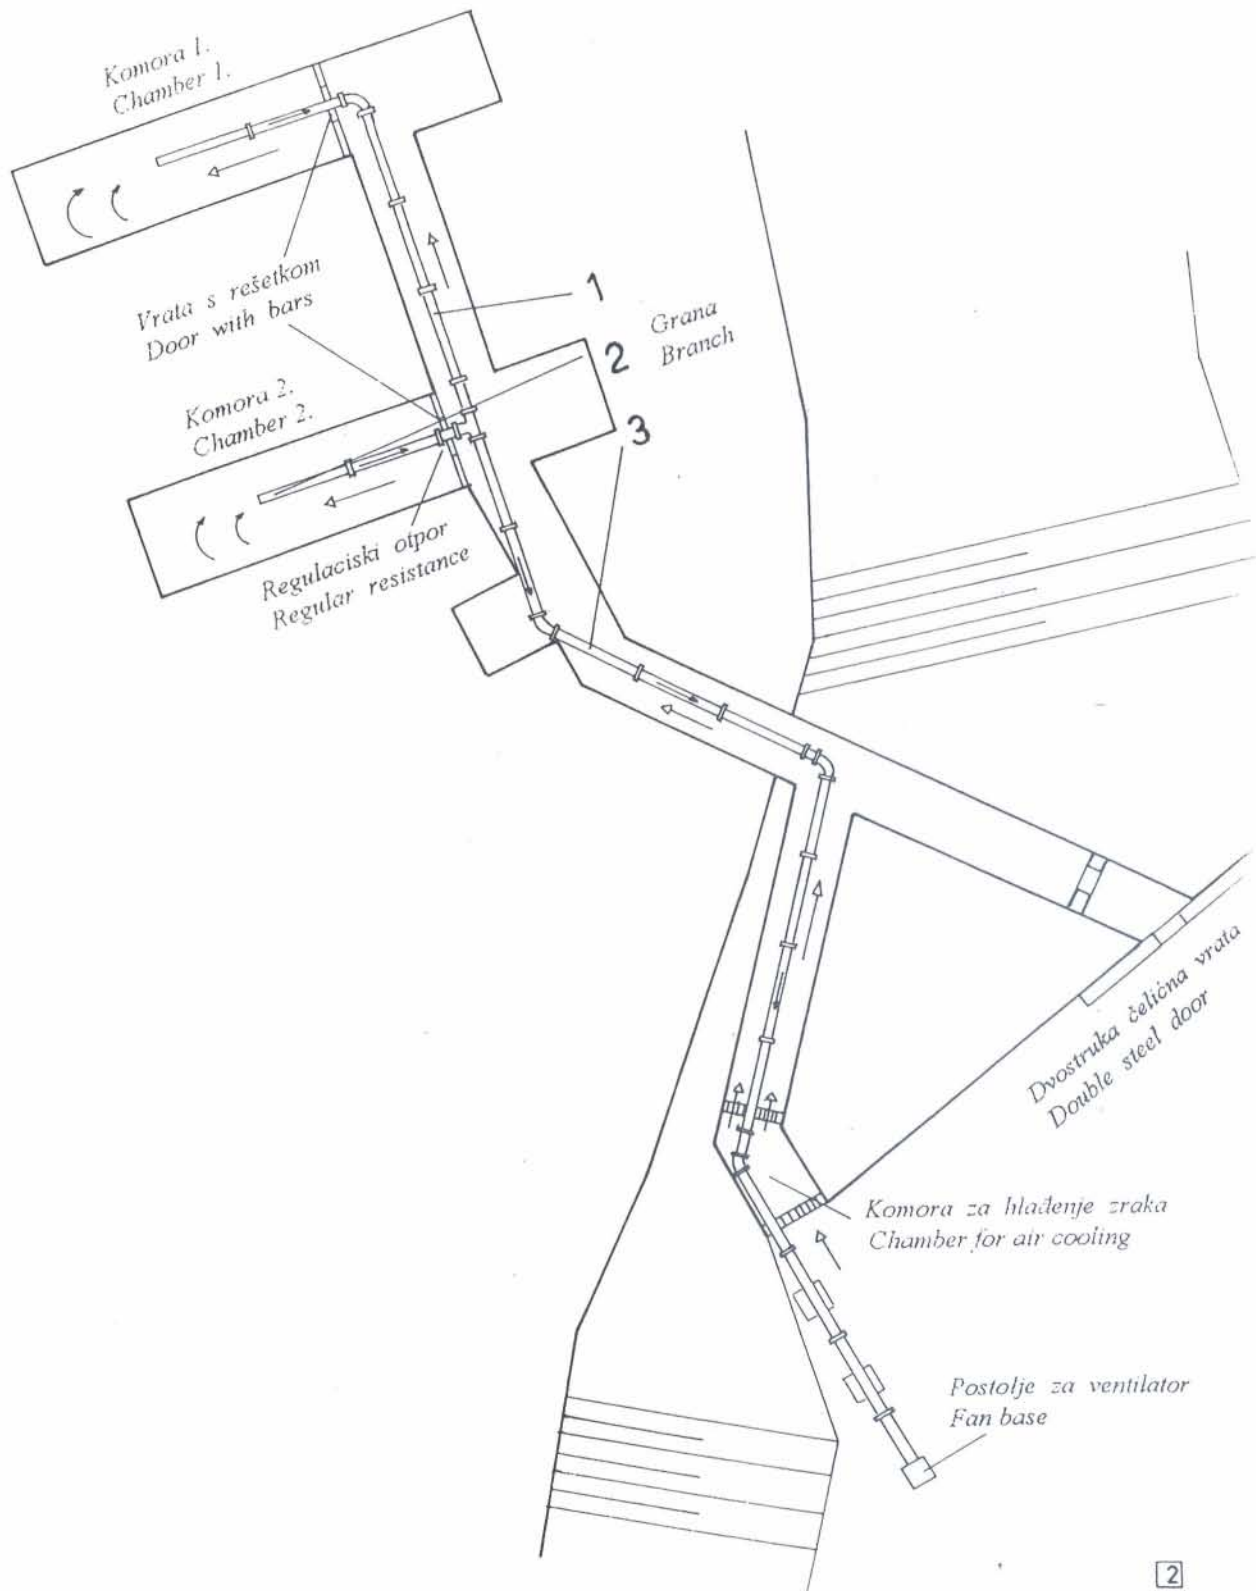 Komora 1.
Chamber 1.
Vrata s rešetkom
Door with bars
1
Grana
Branch
2
3
Komora 2.
Chamber 2.
Regulaciski otpor
Regular resistance
Dvostruka čelićna vrata
Double steel door
Komora za hlađenje zraka
Chamber for air cooling
Postolje za ventilator
Fan base
2